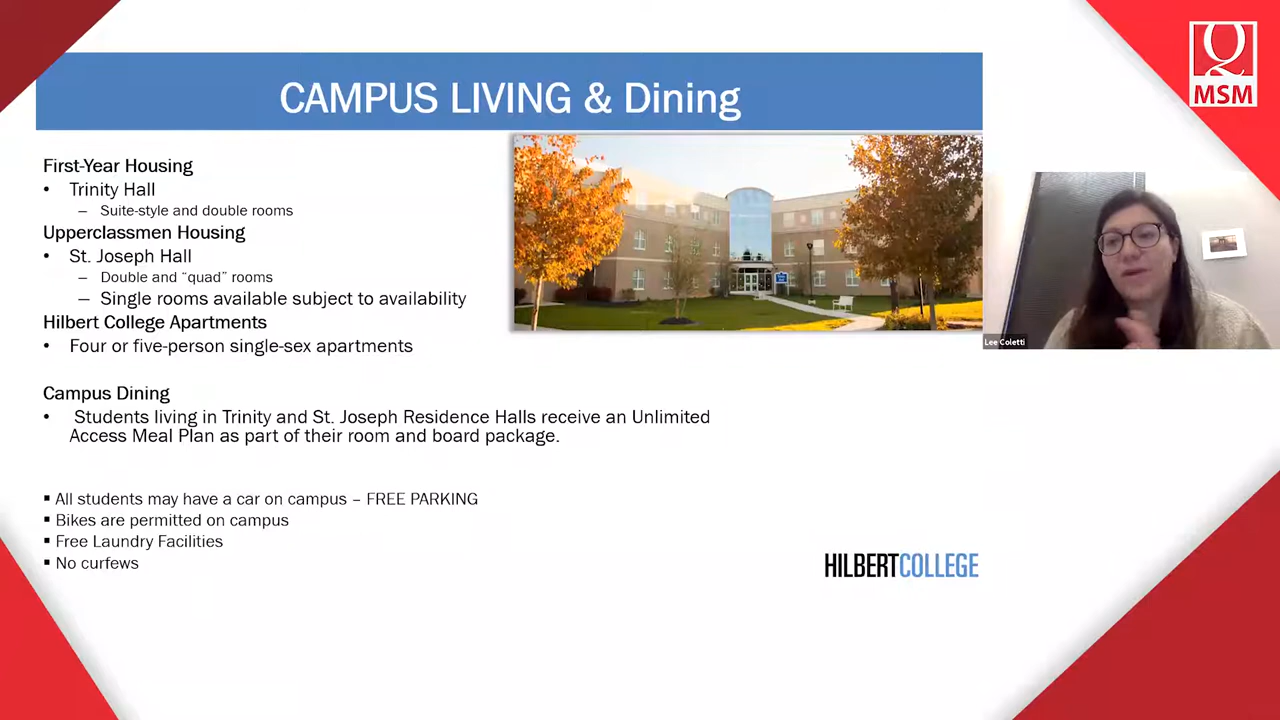 CAMPUS LIVING & Dining
First-Year Housing
• Trinity Hall
– Suite-style and double rooms
Upperclassmen Housing
• St. Joseph Hall
– Double and “quad” rooms
– Single rooms available subject to availability
Hilbert College Apartments
• Four or five-person single-sex apartments
Campus Dining
• Students living in Trinity and St. Joseph Residence Halls receive an Unlimited
Access Meal Plan as part of their room and board package.
▪ All students may have a car on campus – FREE PARKING
▪ Bikes are permitted on campus
▪ Free Laundry Facilities
▪ No curfews
HILBERTCOLLEGE
Lee Coletti
Q
MSM